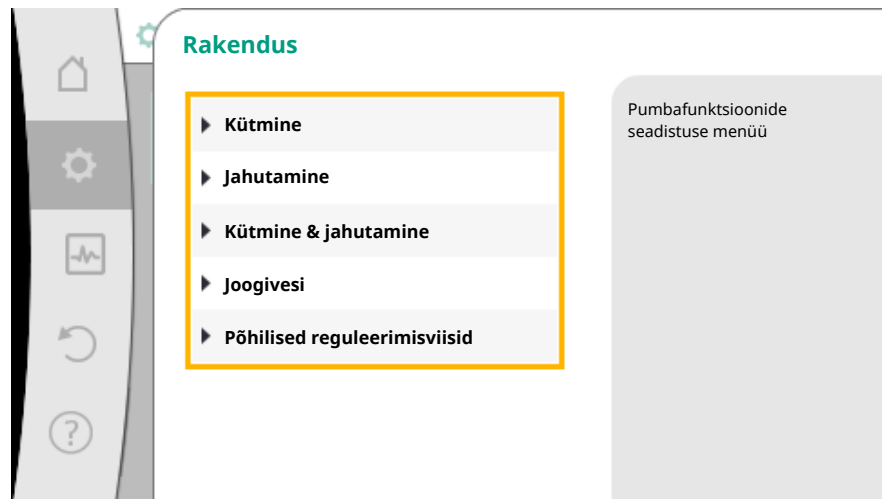 Rakendus
Kütmine
Jahutamine
Kütmine & jahutamine
Joogivesi
Põhilised reguleerimisviisid
Pumbafunktsioonide
seadistuse menüü
?